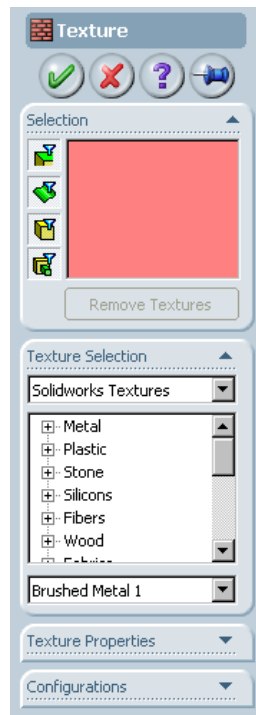 Texture
?
Selection
Remove Textures
Texture Selection
Solidworks Textures
Metal
Plastic
Stone
Silicons
Fibers
Wood
Fabrics
Brushed Metal 1
Texture Properties
Configurations